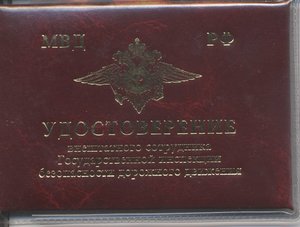 МВД РФ
УДОСТОВЕРЕНИЕ
внештатного сотрудника
Государственной инспекции
безопасности дорожного движения